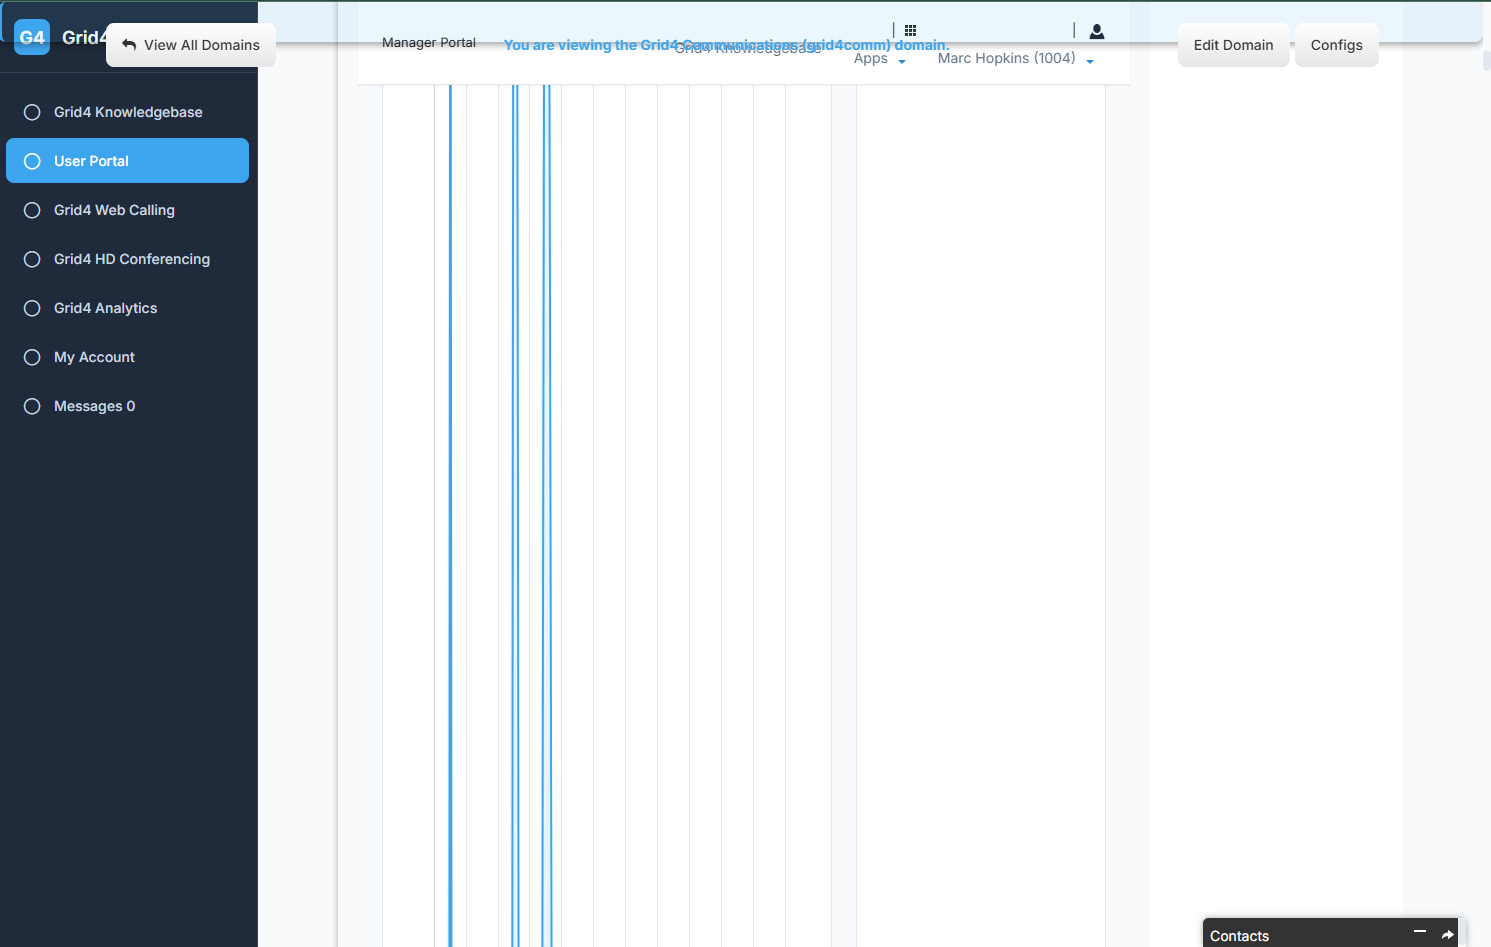 G4
Grid4
View All Domains
Manager Portal
You are viewing the Grid4 Communications (grid4comm) domain.
Grid4 Knowledgebase
Apps
Marc Hopkins (1004)
Edit Domain
Configs
Grid4 Knowledgebase
User Portal
Grid4 Web Calling
Grid4 HD Conferencing
Grid4 Analytics
My Account
Messages 0
Contacts